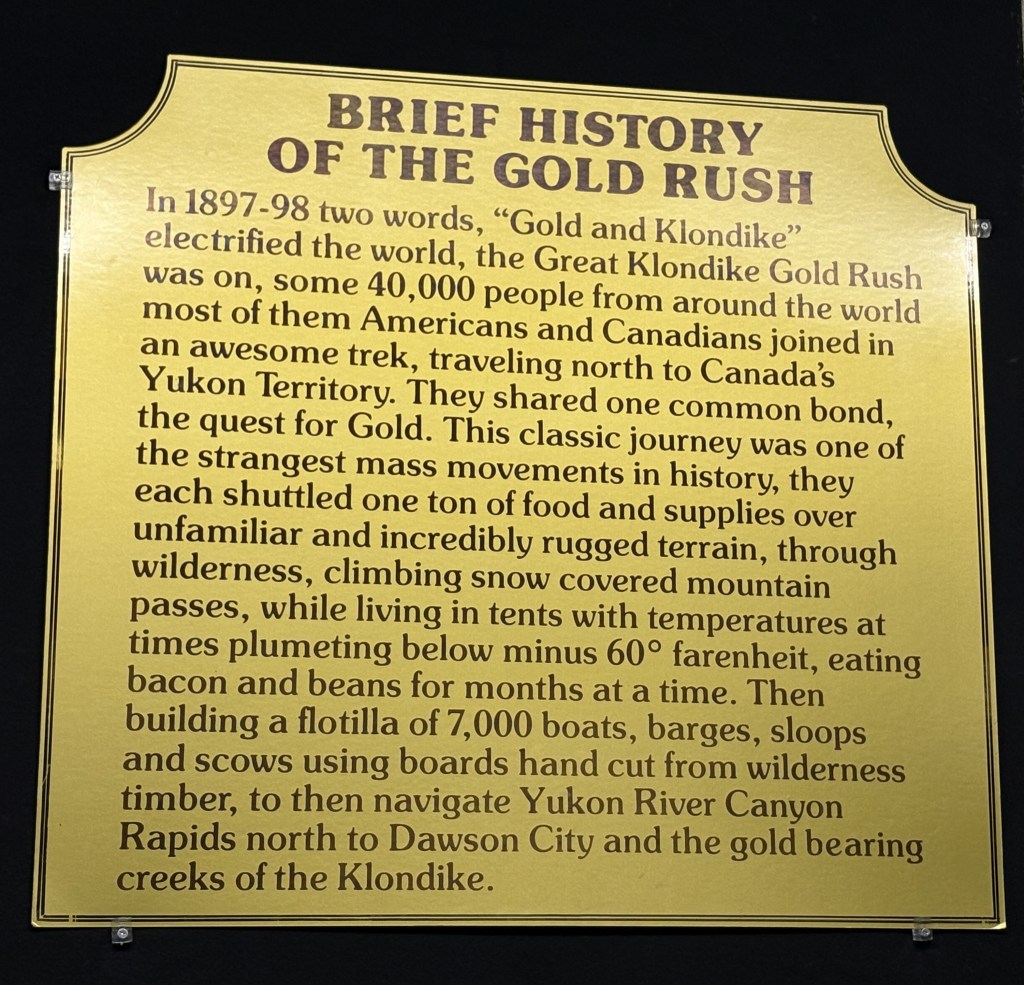 BRIEF HISTORY
OF THE GOLD RUSH
In 1897-98 two words, “Gold and Klondike”
electrified the world, the Great Klondike Gold Rush
was on, some 40,000 people from around the world
most of them Americans and Canadians joined in
an awesome trek, traveling north to Canada’s
Yukon Territory. They shared one common bond,
the quest for Gold. This classic journey was one of
the strangest mass movements in history, they
each shuttled one ton of food and supplies over
unfamiliar and incredibly rugged terrain, through
wilderness, climbing snow covered mountain
passes, while living in tents with temperatures at
times plumeting below minus 60° farenheit, eating
bacon and beans for months at a time. Then
building a flotilla of 7,000 boats, barges, sloops
and scows using boards hand cut from wilderness
timber, to then navigate Yukon River Canyon
Rapids north to Dawson City and the gold bearing
creeks of the Klondike.